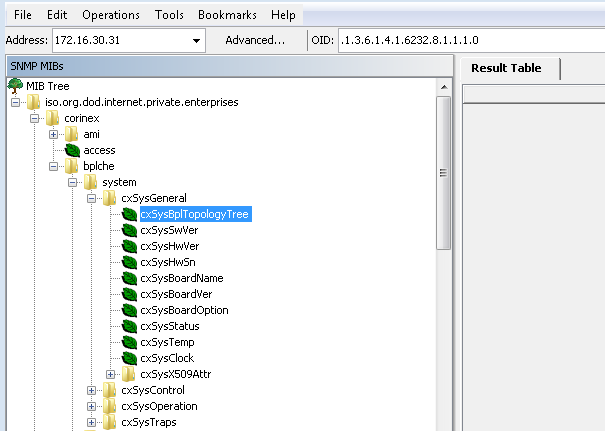 File Edit Operations Tools Bookmarks Help
Address: 172.16.30.31 Advanced... OID: .1.3.6.1.4.1.6232.8.1.1.1.0
SNMP MIBs
Result Table
MIB Tree
iso.org.dod.internet.private.enterprises
corinex
ami
access
bplche
system
cxSysGeneral
cxSysBplTopologyTree
cxSysSwVer
cxSysHwVer
cxSysHwSn
cxSysBoardName
cxSysBoardVer
cxSysBoardOption
cxSysStatus
cxSysTemp
cxSysClock
cxSysX509Attr
cxSysControl
cxSysOperation
cxSysTraps